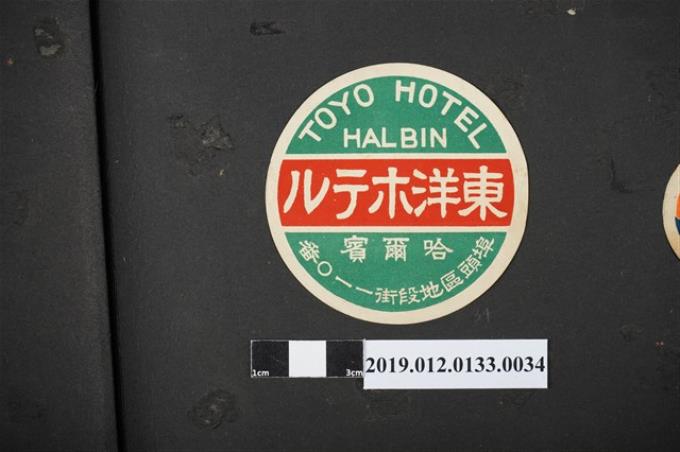 TOYO HOTEL
HALBIN
ルテホ洋東
賓爾哈
番〇一一街段地區頭埠
1cm 3cm
2019.012.0133.0034